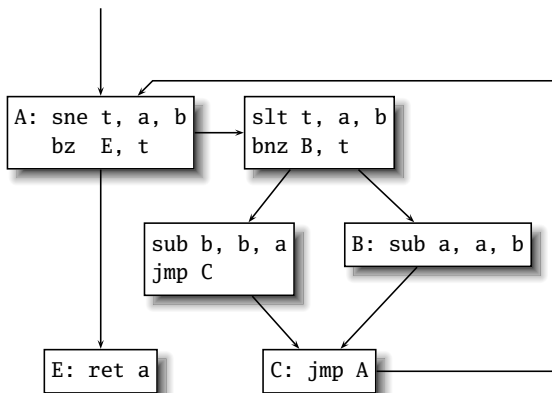 A: sne t, a, b
bz E, t
slt t, a, b
bnz B, t
sub b, b, a
jmp C
B: sub a, a, b
E: ret a
C: jmp A